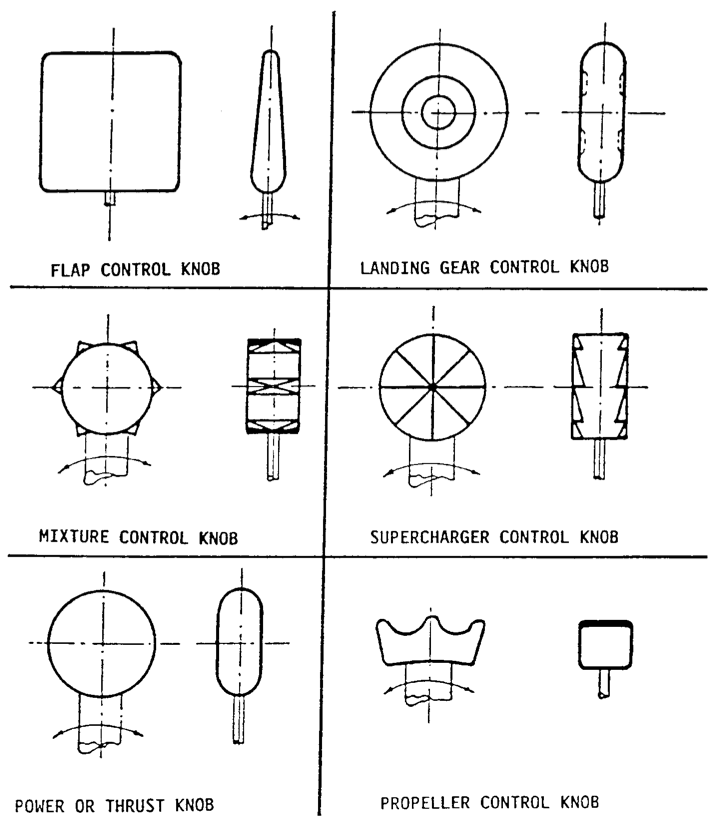 FLAP CONTROL KNOB
LANDING GEAR CONTROL KNOB
MIXTURE CONTROL KNOB
SUPERCHARGER CONTROL KNOB
POWER OR THRUST KNOB
PROPELLER CONTROL KNOB